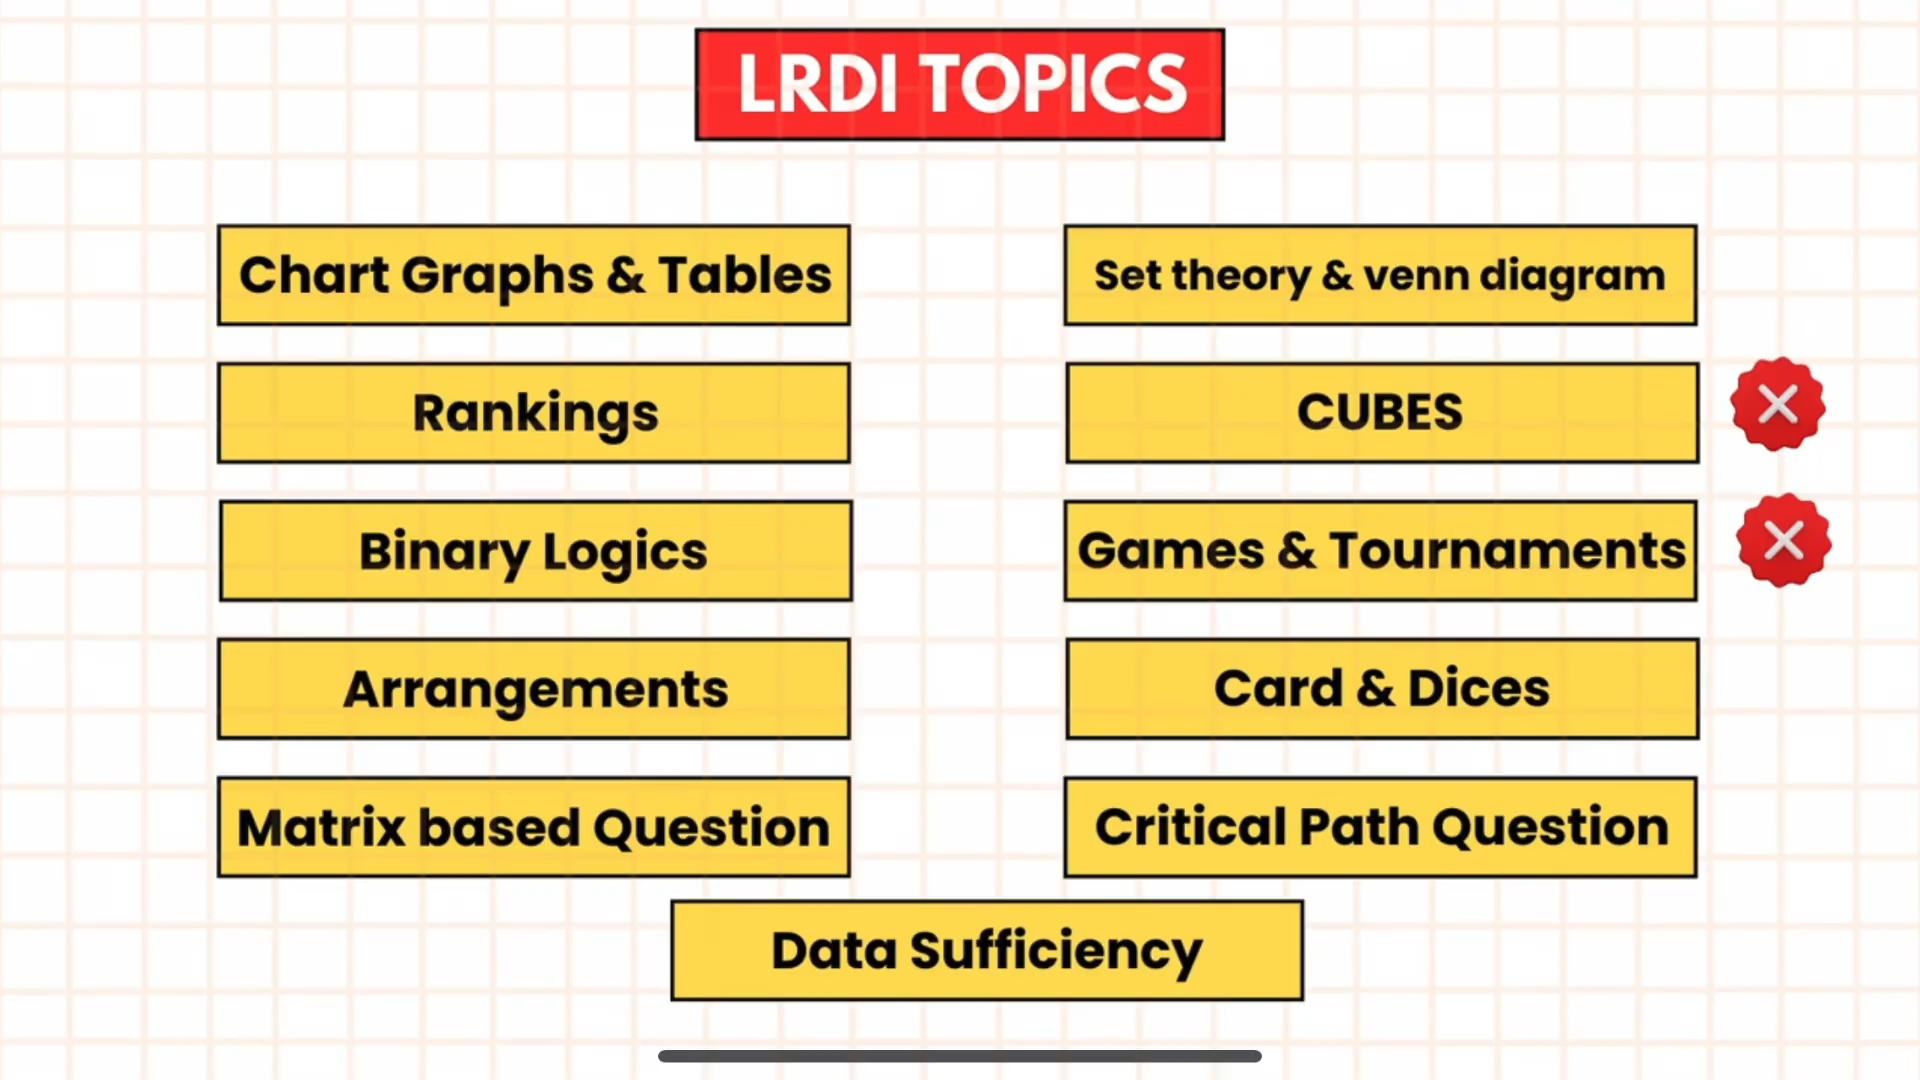 LRDI TOPICS
Chart Graphs & Tables
Set theory & venn diagram
Rankings
CUBES
Binary Logics
Games & Tournaments
Arrangements
Card & Dices
Matrix based Question
Critical Path Question
Data Sufficiency